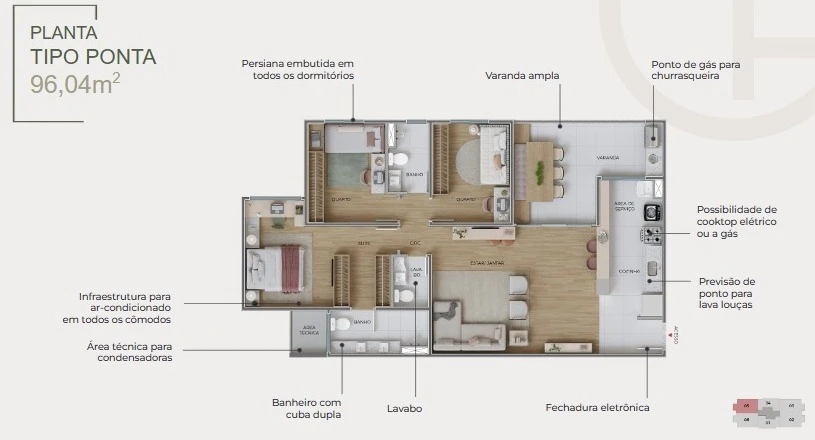 PLANTA
TIPO PONTA
96,04m²
Persiana embutida em
todos os dormitórios
Varanda ampla
Ponto de gás para
churrasqueira
VARANDA
BANHO
QUARTO
QUARTO
ÁREA DE
SERVIÇO
Possibilidade de
cooktop elétrico
ou a gás
SUÍTE
CIRC.
ESTAR/JANTAR
LAVA
BO
COZINHA
Previsão de
ponto para
lava louças
Infraestrutura para
ar-condicionado
em todos os cômodos
ÁREA
TÉCNICA
BANHO
ACESSO
Área técnica para
condensadoras
Banheiro com
cuba dupla
Lavabo
Fechadura eletrônica
05
04
03
06
01
02